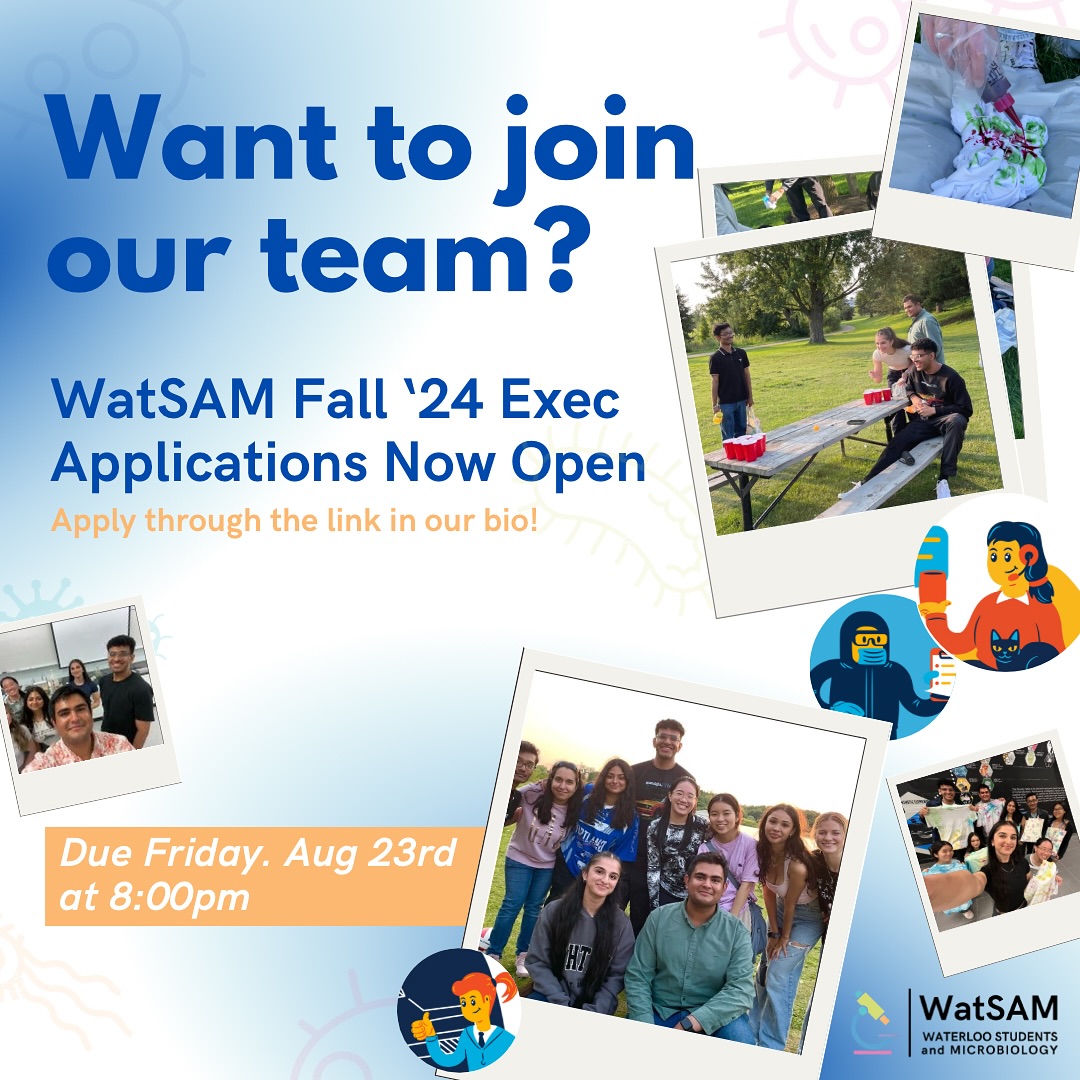 Want to join
our team?
WatSAM Fall ‘24 Exec
Applications Now Open
Apply through the link in our bio!
Due Friday. Aug 23rd
at 8:00pm
HT
WatSAM
WATERLOO STUDENTS
and MICROBIOLOGY